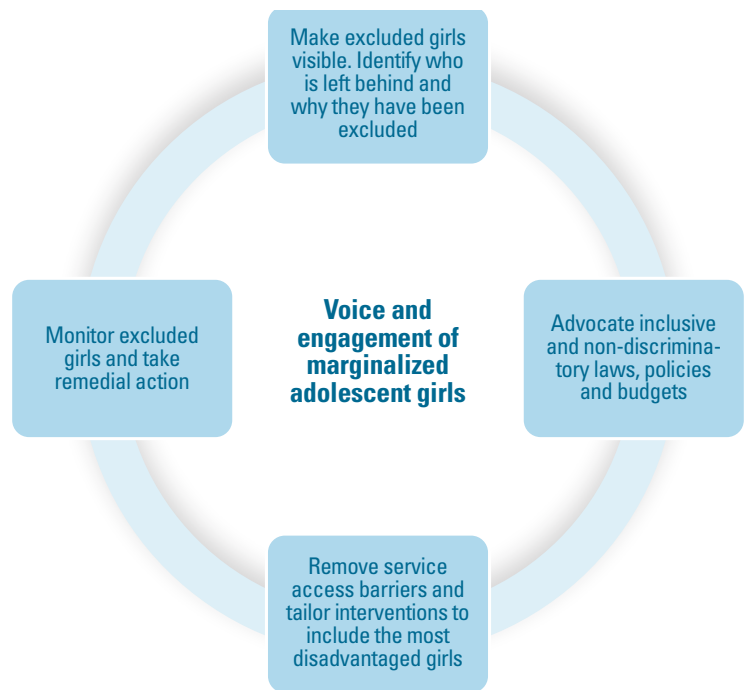 Make excluded girls
visible. Identify who
is left behind and
why they have been
excluded
Voice and
engagement of
marginalized
adolescent girls
Monitor excluded
girls and take
remedial action
Advocate inclusive
and non-discrimina-
tory laws, policies
and budgets
Remove service
access barriers and
tailor interventions to
include the most
disadvantaged girls